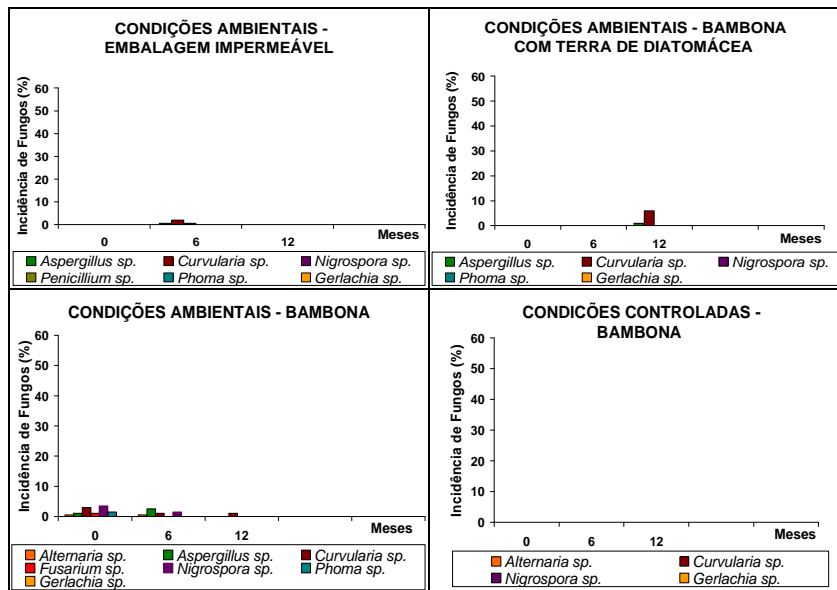 CONDIÇÕES AMBIENTAIS -
EMBALAGEM IMPERMEÁVEL
Incidência de Fungos (%)
60
50
40
30
20
10
0
0 6 12
Meses
Aspergillus sp. Curvularia sp. Nigrospora sp.
Penicillium sp. Phoma sp. Gerlachia sp.
CONDIÇÕES AMBIENTAIS - BAMBONA
COM TERRA DE DIATOMÁCEA
Incidência de Fungos (%)
60
50
40
30
20
10
0
0 6 12
Meses
Aspergillus sp. Curvularia sp. Nigrospora sp.
Phoma sp. Gerlachia sp.
CONDIÇÕES AMBIENTAIS - BAMBONA
Incidência de Fungos (%)
60
50
40
30
20
10
0
0 6 12
Meses
Alternaria sp. Aspergillus sp. Curvularia sp.
Fusarium sp. Nigrospora sp. Phoma sp.
Gerlachia sp.
CONDICÕES CONTROLADAS -
BAMBONA
Incidência de Fungos (%)
60
50
40
30
20
10
0
0 6 12
Meses
Alternaria sp. Curvularia sp.
Nigrospora sp. Gerlachia sp.